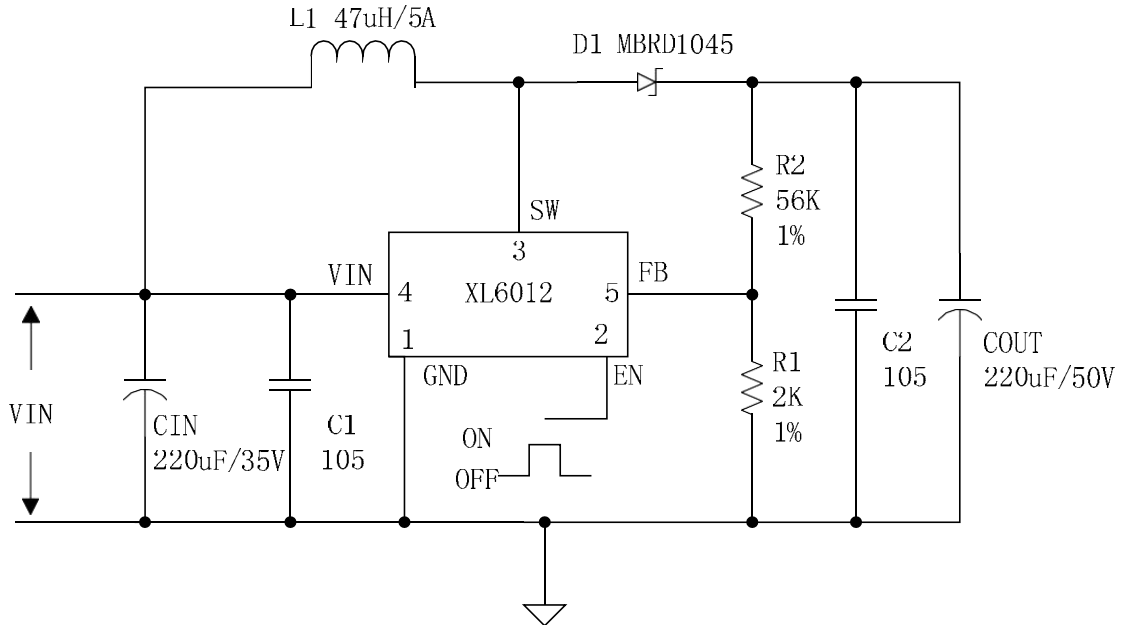 L1 47uH/5A
D1 MBRD1045
R2
56K
1%
SW
3
VIN
4
XL6012
5
FB
1
2
GND
EN
C2
105
COUT
220uF/50V
R1
2K
1%
VIN
CIN
220uF/35V
C1
105
ON
OFF